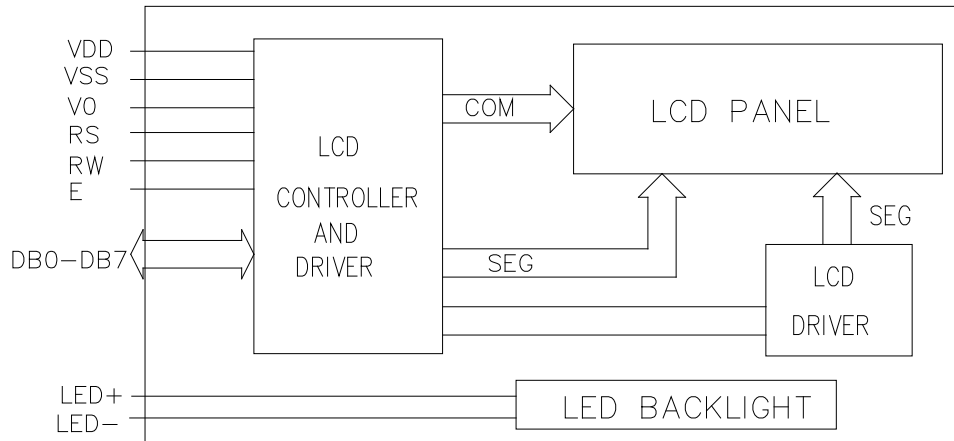 VDD
VSS
V0
RS
RW
E
DB0-DB7
LED+
LED-
LCD
CONTROLLER
AND
DRIVER
COM
SEG
LCD PANEL
SEG
LCD
DRIVER
LED BACKLIGHT